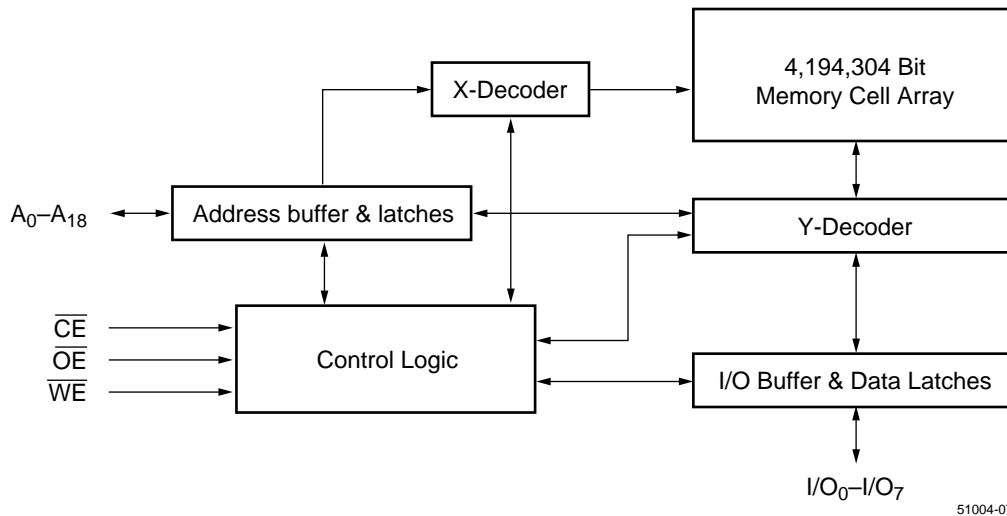 4,194,304 Bit
Memory Cell Array
X-Decoder
A0–A18
Address buffer & latches
Y-Decoder
CE
OE
WE
Control Logic
I/O Buffer & Data Latches
I/O0–I/O7